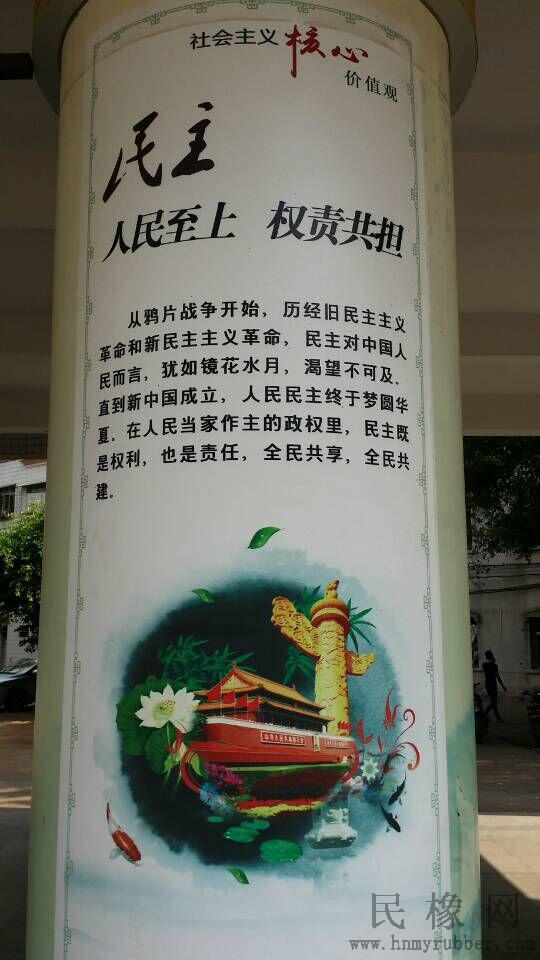 社会主义核心
价值观
民主
人民至上 权责共担
从鸦片战争开始，历经旧民主主义
革命和新民主主义革命，民主对中国人
民而言，犹如镜花水月，渴望不可及。
直到新中国成立，人民民主终于梦圆华
夏。在人民当家作主的政权里，民主既
是权利，也是责任，全民共享，全民共
建。
民橡网
www.hnmyrubber.com